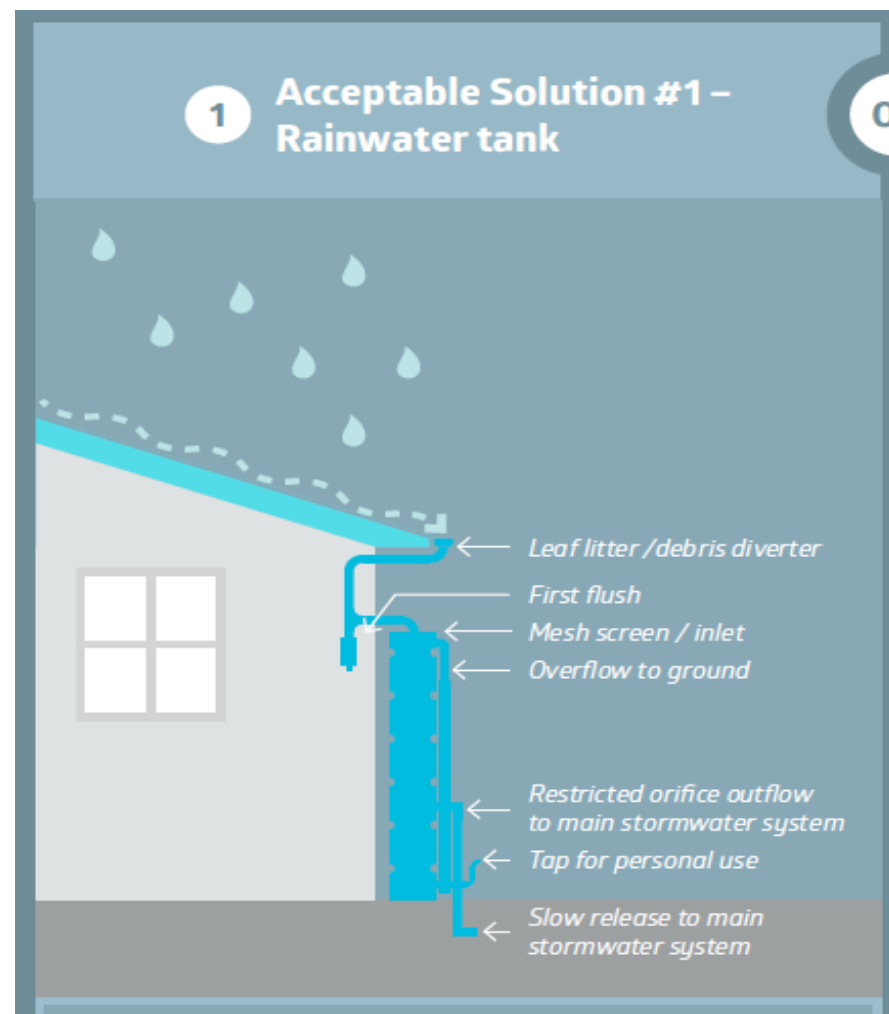 1
Acceptable Solution #1 –
Rainwater tank
Leaf litter /debris diverter
First flush
Mesh screen / inlet
Overflow to ground
Restricted orifice outflow
to main stormwater system
Tap for personal use
Slow release to main
stormwater system